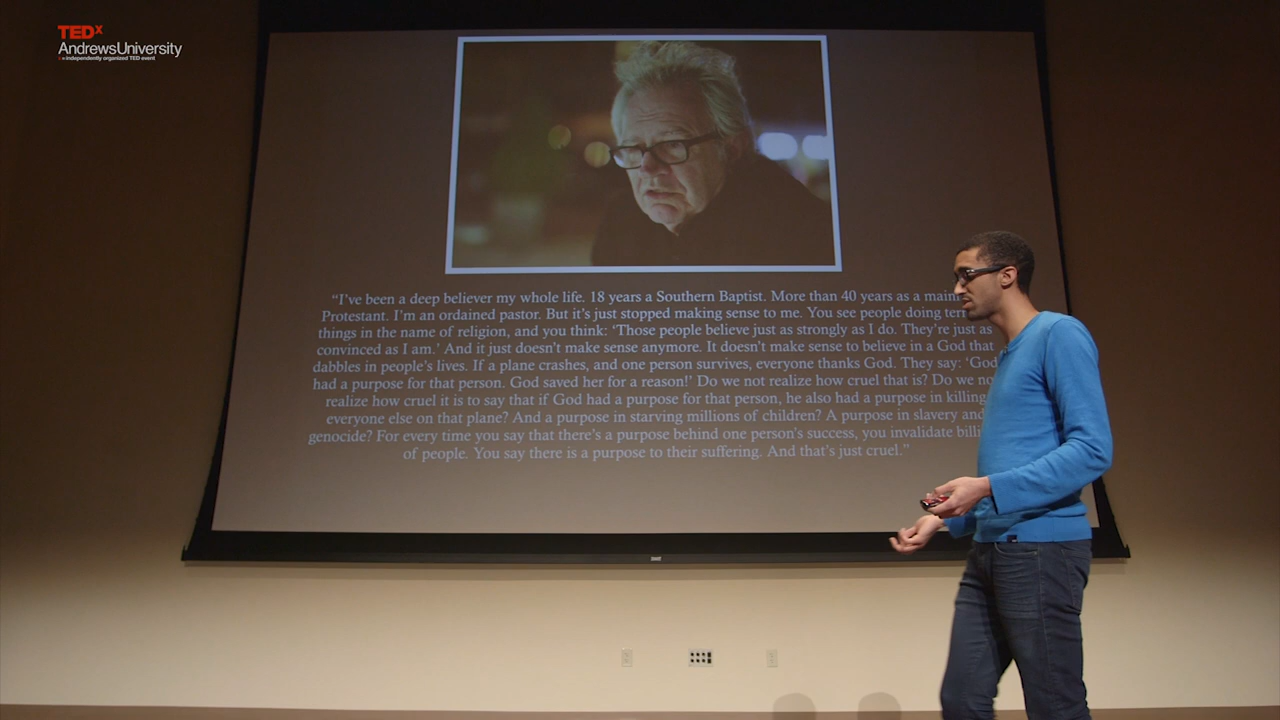 TEDx
AndrewsUniversity
x = independently organized TED event
“I've been a deep believer my whole life. 18 years a Southern Baptist. More than 40 years as a
Protestant. I'm an ordained pastor. But it's just stopped making sense to me. You see people doing
things in the name of religion, and you think: ‘Those people believe just as strongly as I do. They're just as
convinced as I am.’ And it just doesn't make sense anymore. It doesn't make sense to believe in a God that
dabbles in people's lives. If a plane crashes, and one person survives, everyone thanks God. They say: ‘God
had a purpose for that person. God saved her for a reason!’ Do we not realize how cruel that is? Do we
realize how cruel it is to say that if God had a purpose for that person, he also had a purpose in killing
everyone else on that plane? And a purpose in starving millions of children? A purpose in slavery and
genocide? For every time you say that there's a purpose behind one person's success, you invalidate
of people. You say there is a purpose to their suffering. And that's just cruel.”